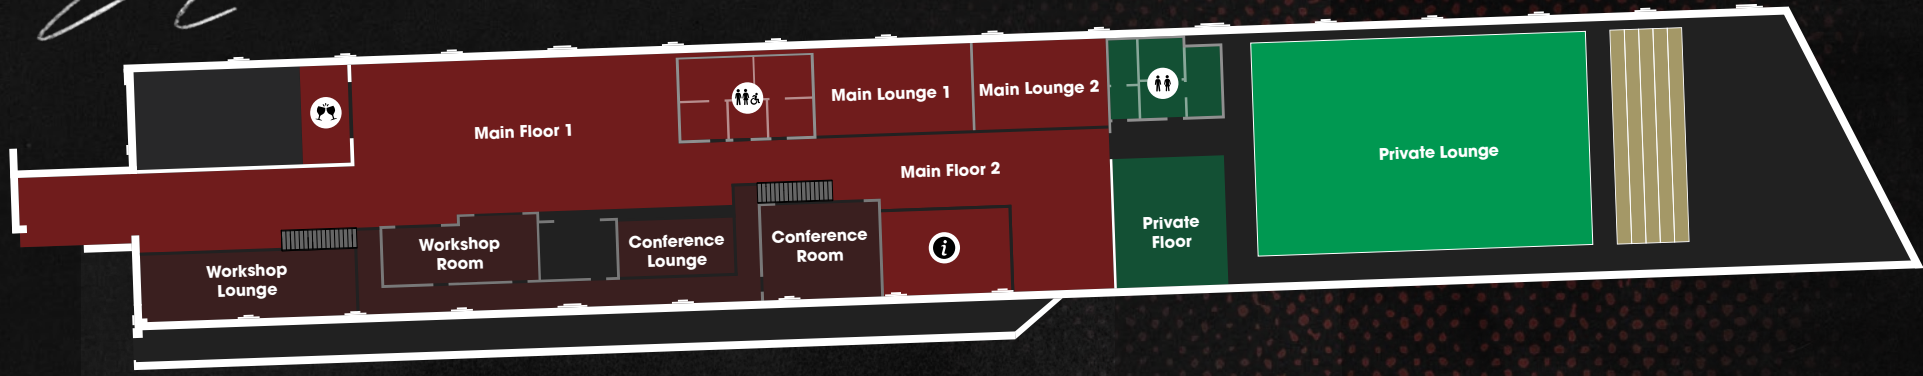 Main Floor 1
Main Lounge 1
Main Lounge 2
Main Floor 2
Private Lounge
Private
Floor
Workshop
Lounge
Workshop
Room
Conference
Lounge
Conference
Room
i